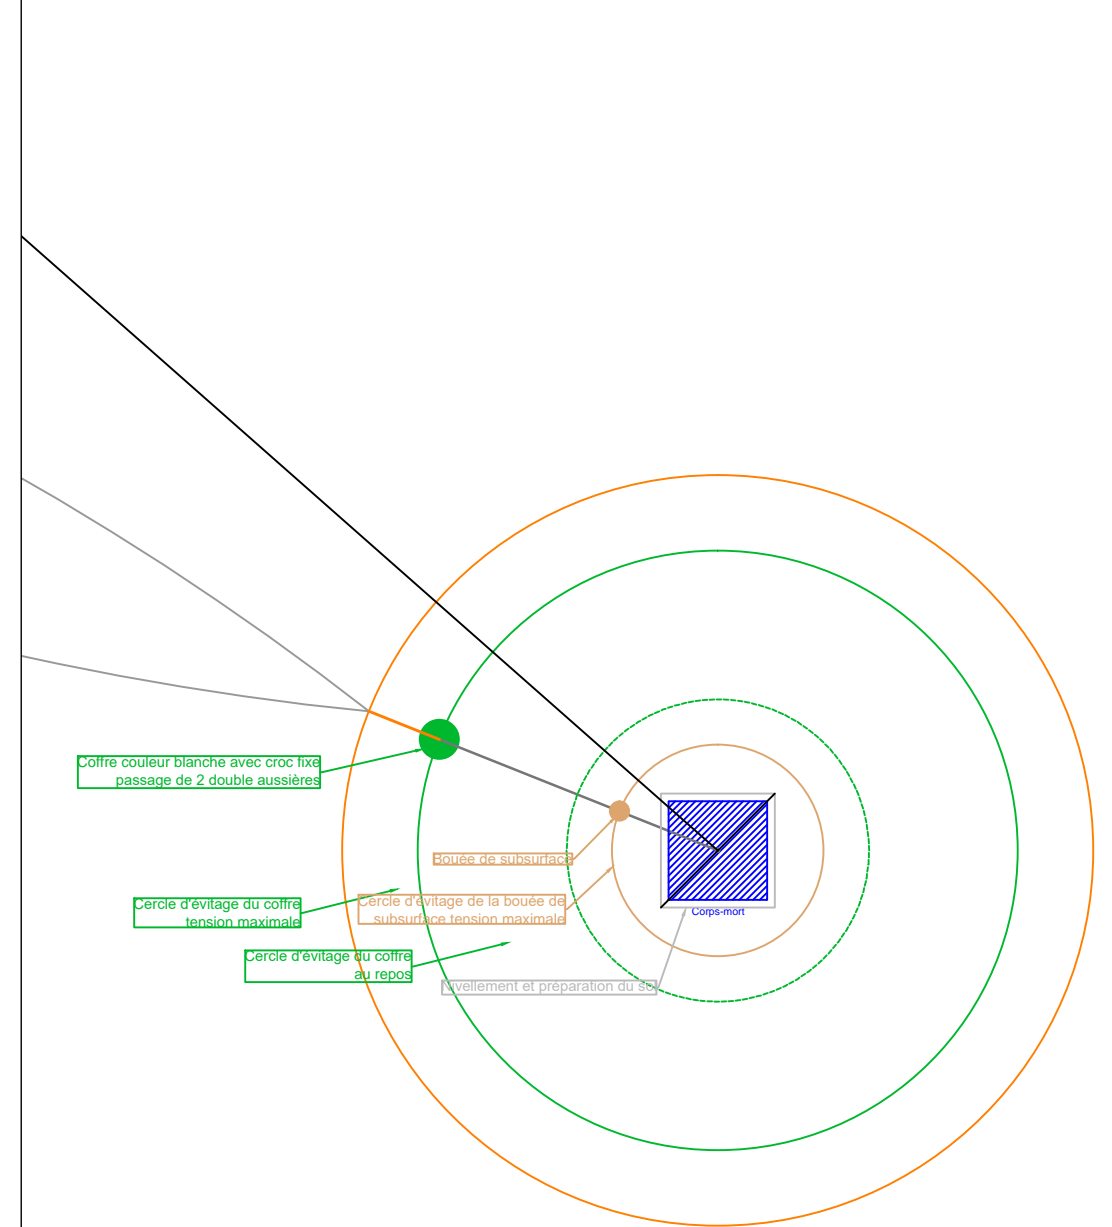 Coffre couleur blanche avec croc fixe
passage de 2 double aussières
Bouée de subsurface
Cercle d'évitage de la bouée de
subsurface tension maximale
Cercle d'évitage du coffre
tension maximale
Corps-mort
Cercle d'évitage du coffre
au repos
Nivellement et préparation du sol